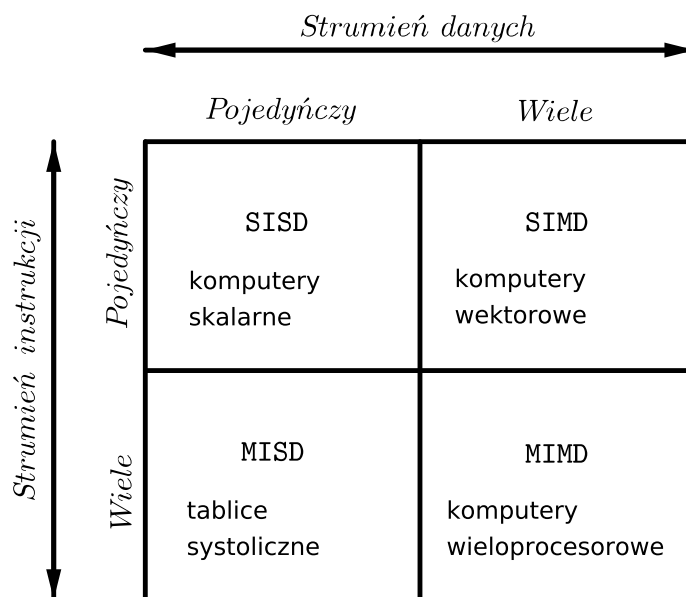 Strumień danych
Pojedyńczy
Wiele
Strumień instrukcji
Pojedyńczy
SISD
komputery
skalarne
SIMD
komputery
wektorowe
Wiele
MISD
tablice
systoliczne
MIMD
komputery
wieloprocesorowe